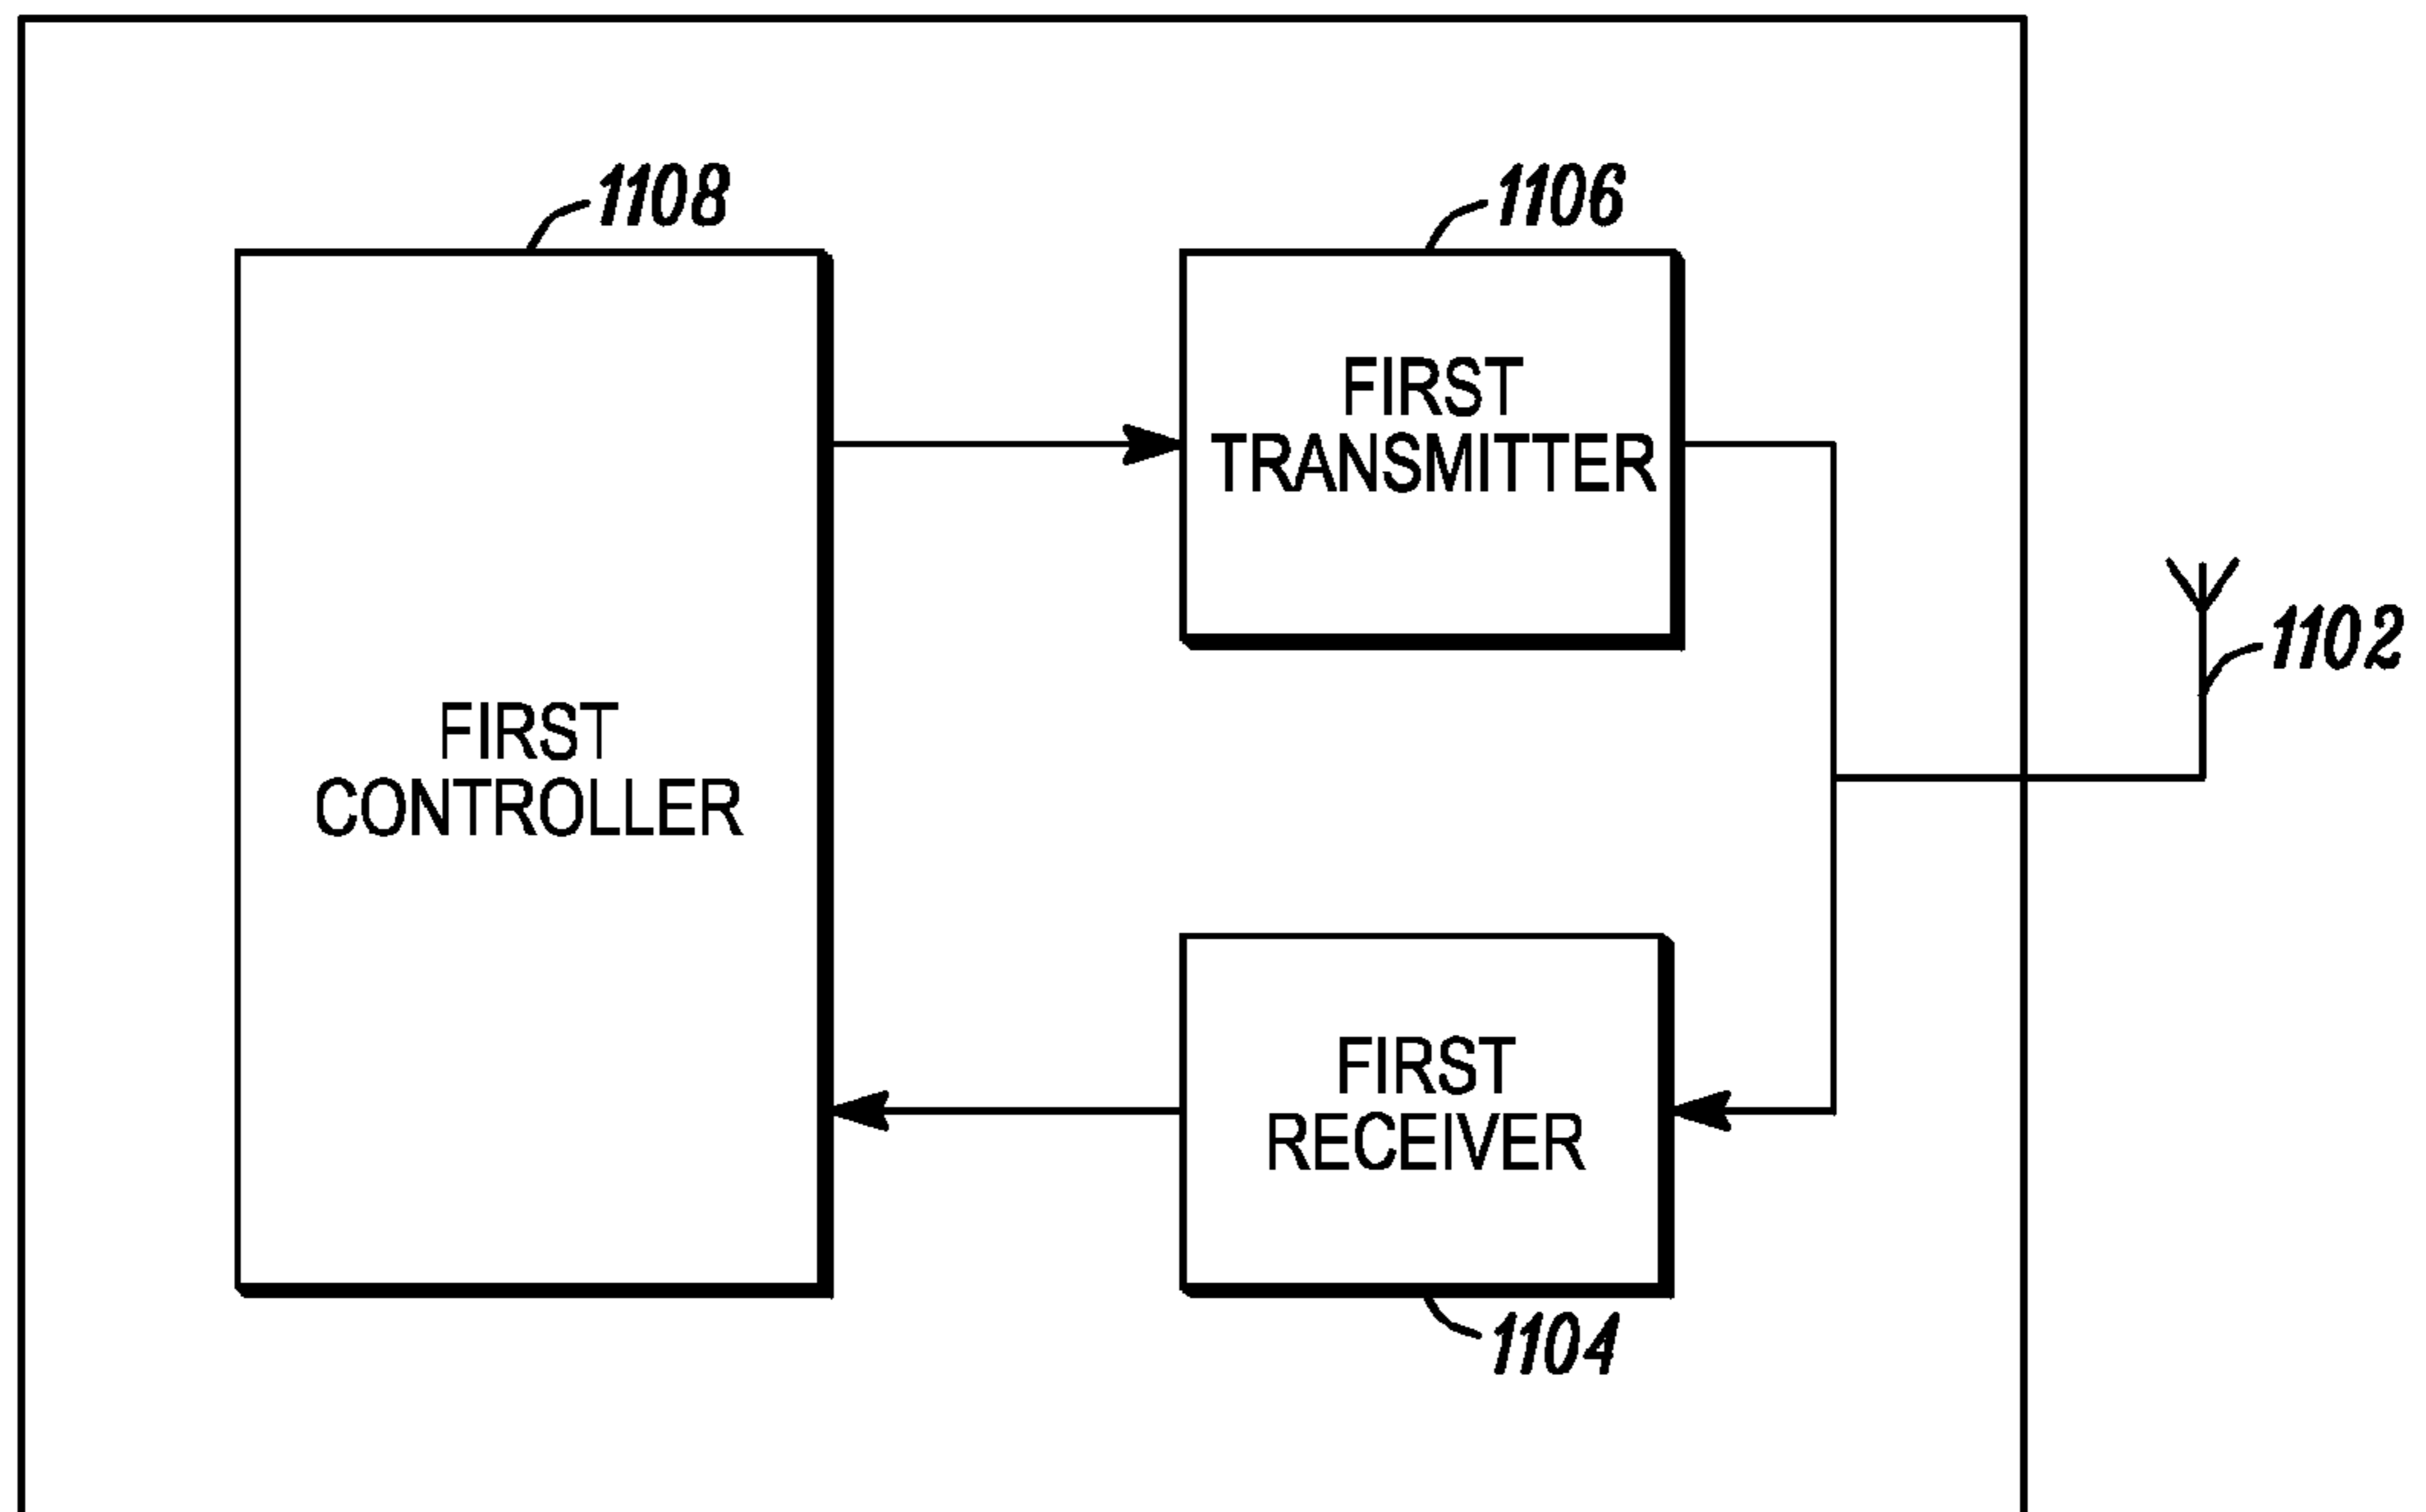 1108
1106
FIRST
TRANSMITTER
1102
FIRST
CONTROLLER
FIRST
RECEIVER
1104